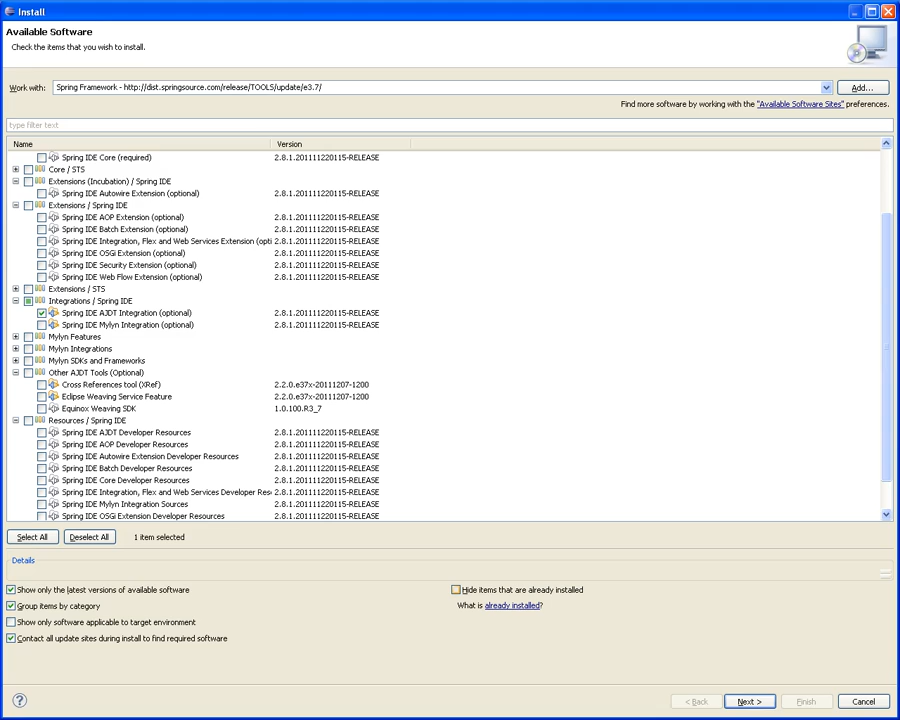 Install
Available Software
Check the items that you wish to install.
Work with: Spring Framework - http://dist.springsource.com/release/TOOLS/update/e3.7/ Add...
Find more software by working with the "Available Software Sites" preferences.
type filter text
Name Version
Spring IDE Core (required) 2.8.1.201111220115-RELEASE
Core / STS
Extensions (Incubation) / Spring IDE
Spring IDE Autowire Extension (optional) 2.8.1.201111220115-RELEASE
Extensions / Spring IDE
Spring IDE AOP Extension (optional) 2.8.1.201111220115-RELEASE
Spring IDE Batch Extension (optional) 2.8.1.201111220115-RELEASE
Spring IDE Integration, Flex and Web Services Extension (opti 2.8.1.201111220115-RELEASE
Spring IDE OSGi Extension (optional) 2.8.1.201111220115-RELEASE
Spring IDE Security Extension (optional) 2.8.1.201111220115-RELEASE
Spring IDE Web Flow Extension (optional) 2.8.1.201111220115-RELEASE
Extensions / STS
Integrations / Spring IDE
Spring IDE AJDT Integration (optional) 2.8.1.201111220115-RELEASE
Spring IDE Mylyn Integration (optional) 2.8.1.201111220115-RELEASE
Mylyn Features
Mylyn Integrations
Mylyn SDKs and Frameworks
Other AJDT Tools (Optional)
Cross References tool (XRef) 2.2.0.e37x-20111207-1200
Eclipse Weaving Service Feature 2.2.0.e37x-20111207-1200
Equinox Weaving SDK 1.0.100.R3_7
Resources / Spring IDE
Spring IDE AJDT Developer Resources 2.8.1.201111220115-RELEASE
Spring IDE AOP Developer Resources 2.8.1.201111220115-RELEASE
Spring IDE Autowire Extension Developer Resources 2.8.1.201111220115-RELEASE
Spring IDE Batch Developer Resources 2.8.1.201111220115-RELEASE
Spring IDE Core Developer Resources 2.8.1.201111220115-RELEASE
Spring IDE Integration, Flex and Web Services Developer Res 2.8.1.201111220115-RELEASE
Spring IDE Mylyn Integration Sources 2.8.1.201111220115-RELEASE
Spring IDE OSGi Extension Developer Resources 2.8.1.201111220115-RELEASE
Select All Deselect All 1 item selected
Details
Show only the latest versions of available software Hide items that are already installed
Group items by category What is already installed?
Show only software applicable to target environment
Contact all update sites during install to find required software
? < Back Next > Finish Cancel